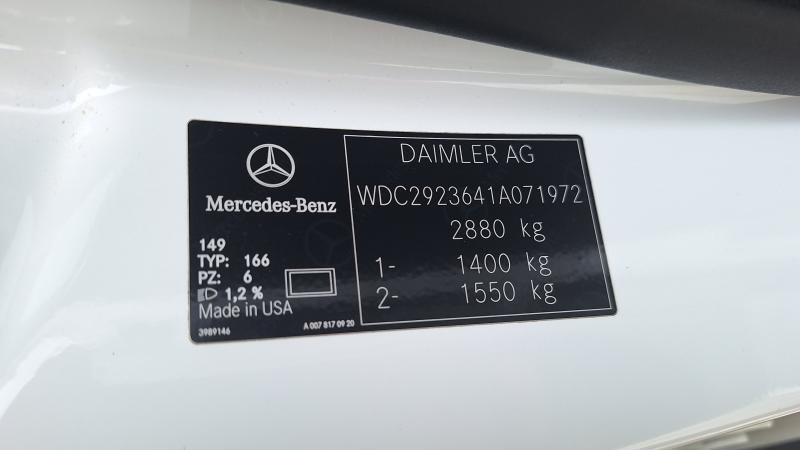 Mercedes-Benz
149
TYP: 166
PZ: 6
1,2 %
Made in USA
3989146
A 007 817 09 20
DAIMLER AG
WDC2923641A071972
2880 kg
1- 1400 kg
2- 1550 kg